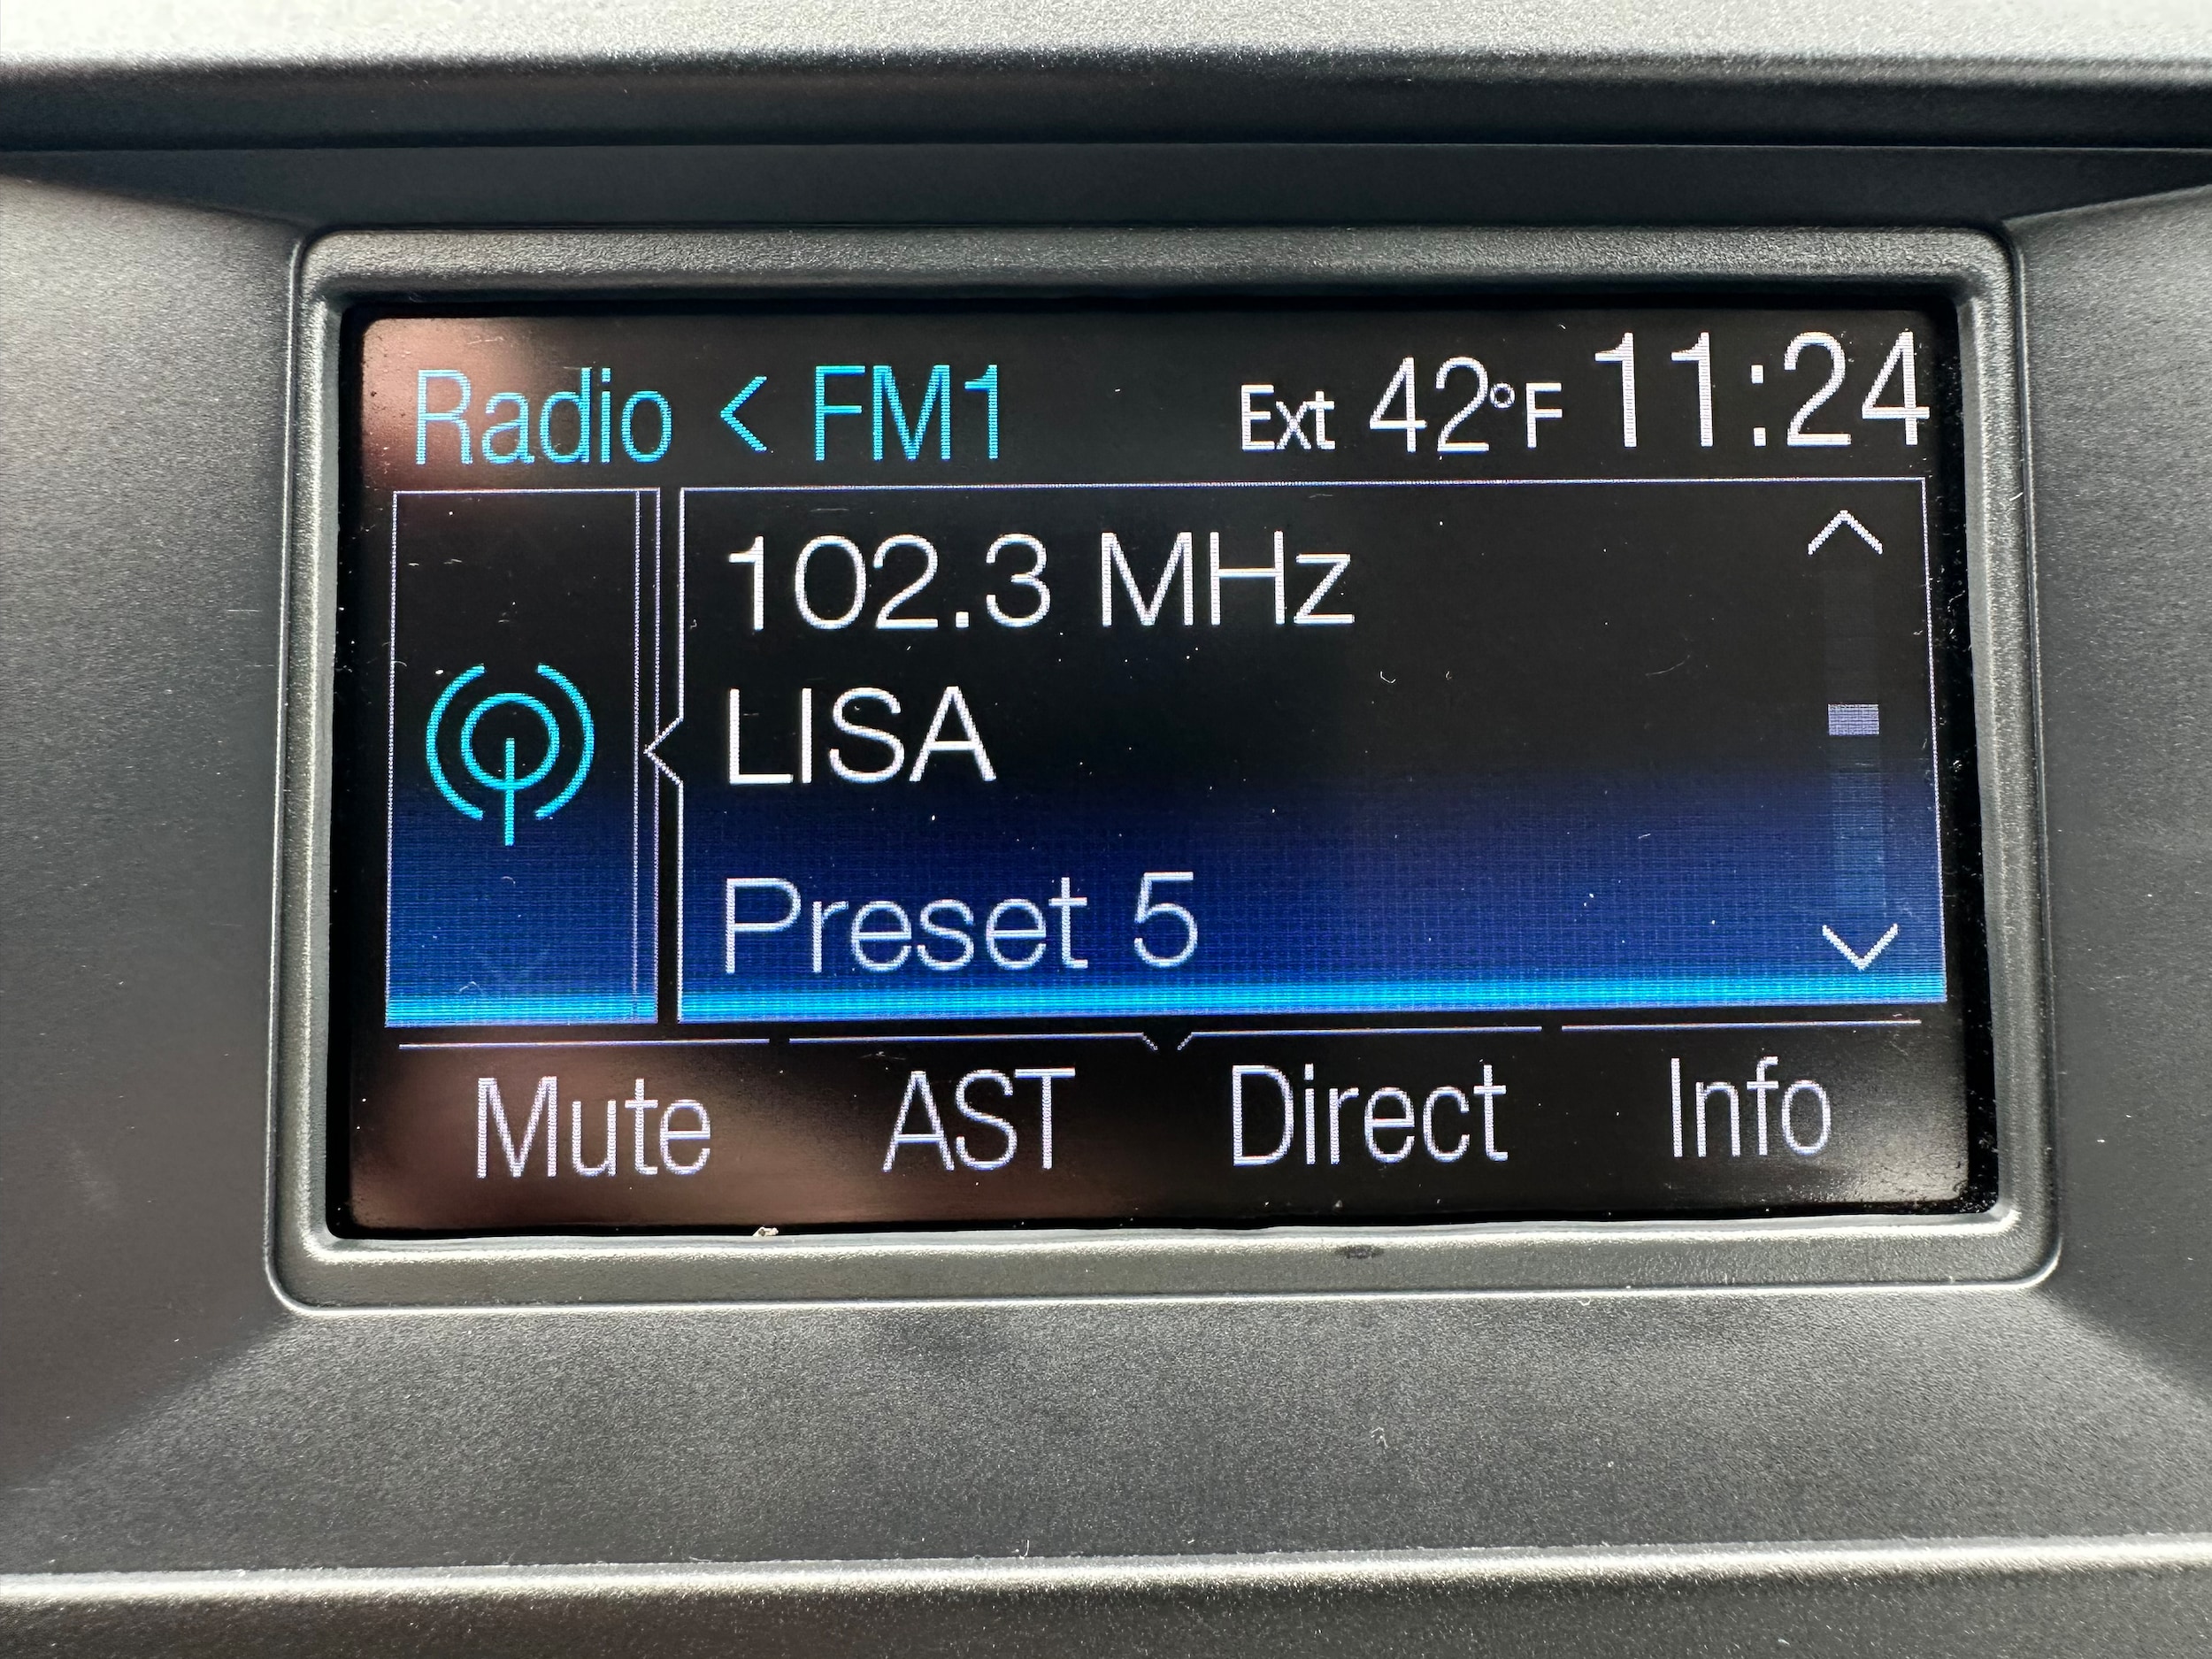 Radio < FM1 Ext 42°F 11:24
102.3 MHz
LISA
Preset 5
Mute AST Direct Info